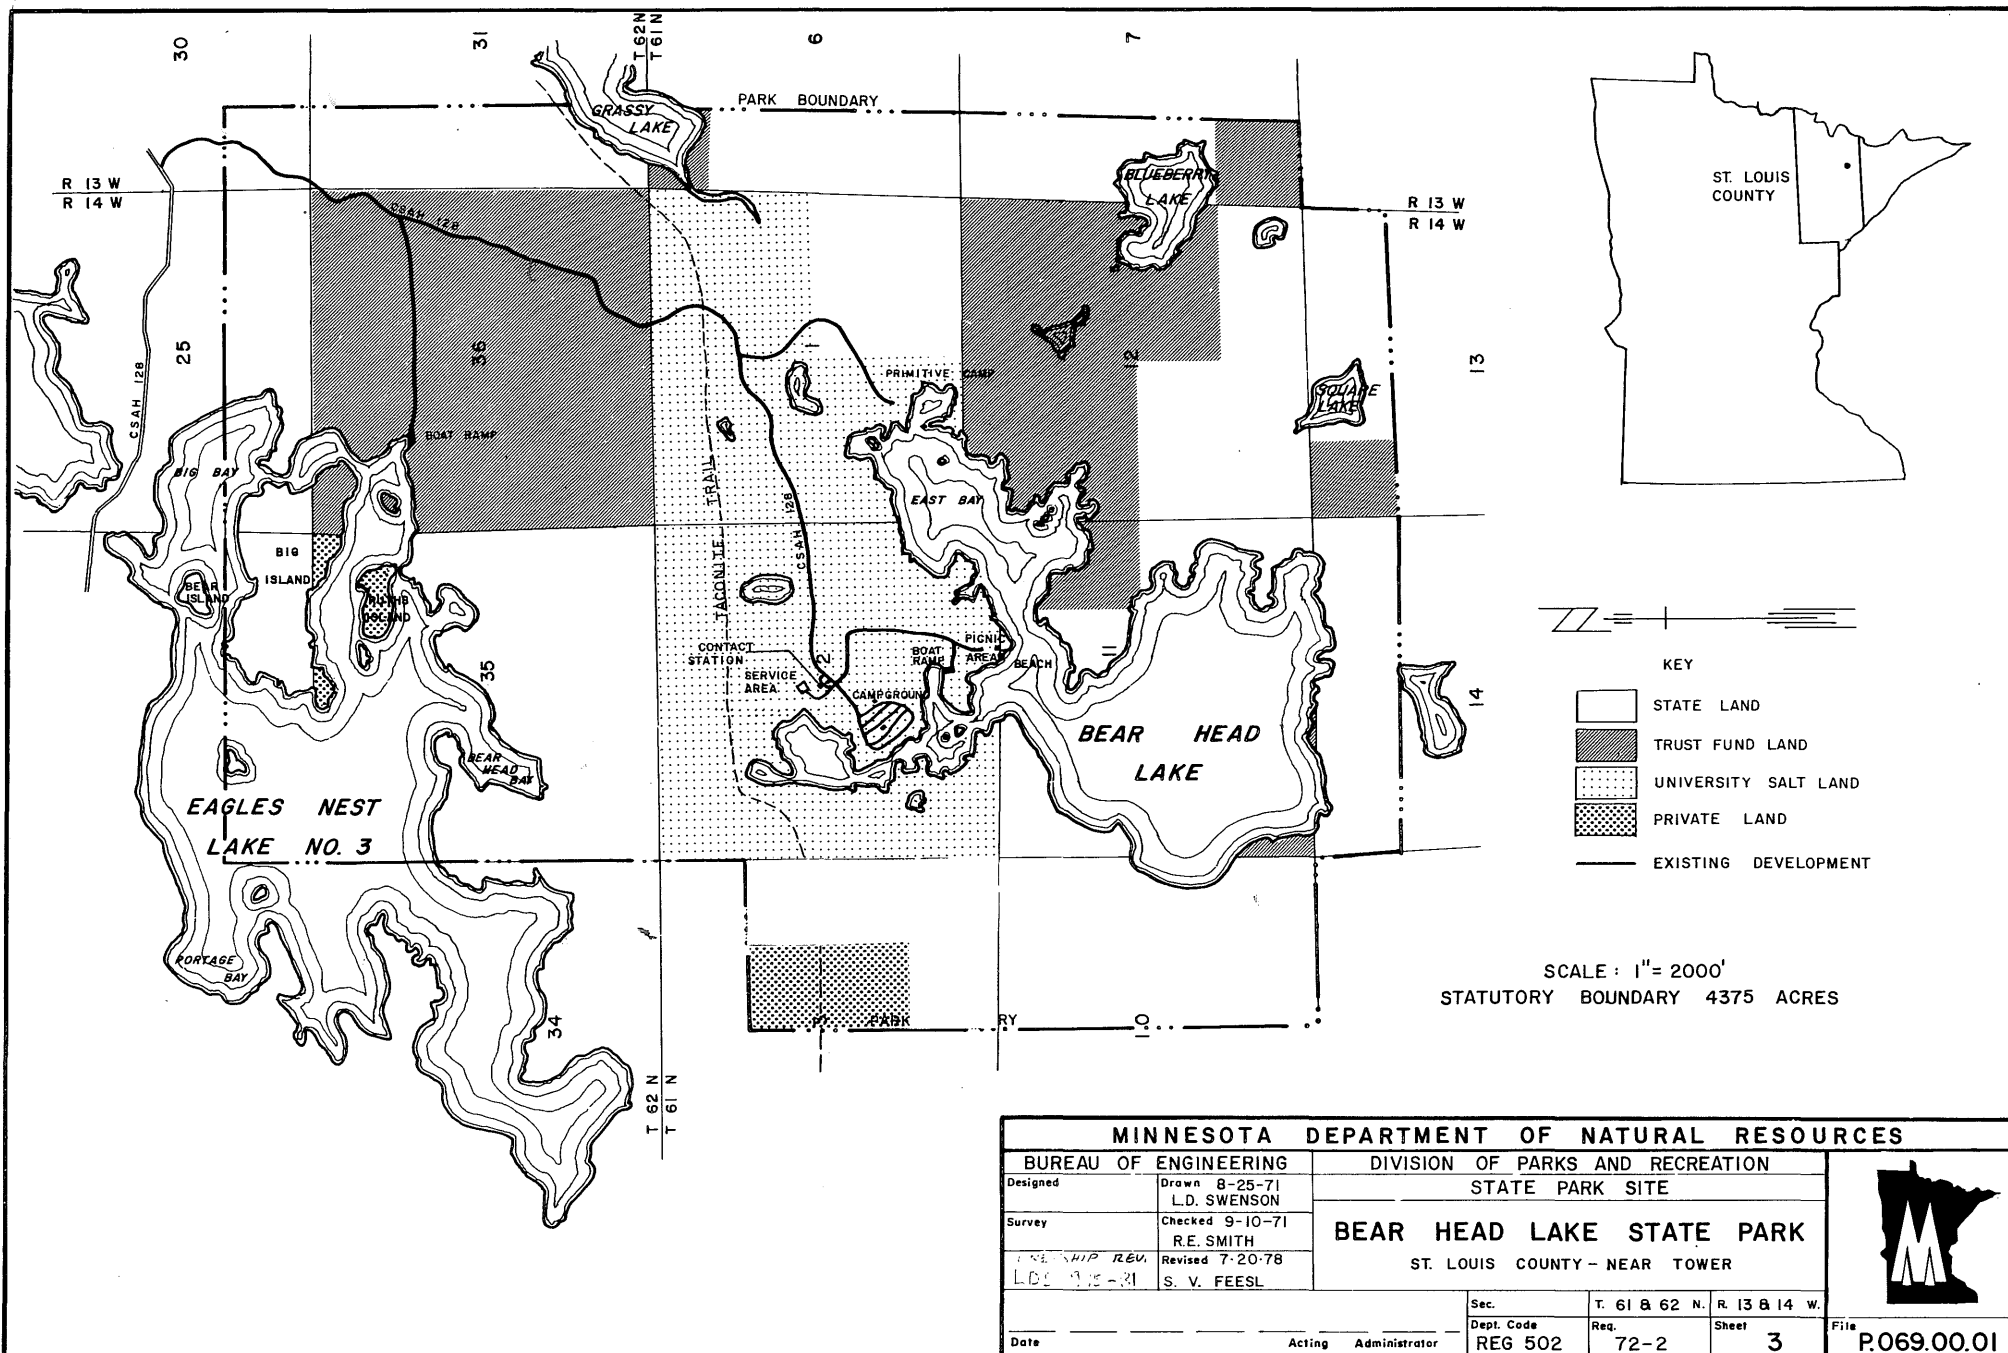 30
31
T 62 N
T 61 N
6
7
PARK BOUNDARY
GRASSY
LAKE
BLUEBERRY
LAKE
R 13 W
R 14 W
R 13 W
R 14 W
CSAH 128
ST. LOUIS
COUNTY
25
36
1
12
13
CSAH 128
PRIMITIVE CAMP
SQUARE
LAKE
BOAT RAMP
BIG BAY
EAST BAY
TACONITE TRAIL
CSAH 128
BIG
ISLAND
BEAR
ISLAND
CONTACT
STATION
2
PICNIC
AREA
BOAT
RAMP
BEACH
11
35
SERVICE
AREA
CAMPGROUN
14
BEAR HEAD
LAKE
BEAR
HEAD
BAY
EAGLES NEST
LAKE NO. 3
PORTAGE
BAY
34
3
PARK
RY
10
T 62 N
T 61 N
KEY
STATE LAND
TRUST FUND LAND
UNIVERSITY SALT LAND
PRIVATE LAND
EXISTING DEVELOPMENT
SCALE: 1"= 2000'
STATUTORY BOUNDARY 4375 ACRES
MINNESOTA DEPARTMENT OF NATURAL RESOURCES
BUREAU OF ENGINEERING
DIVISION OF PARKS AND RECREATION
Designed
Drawn 8-25-71
L.D. SWENSON
STATE PARK SITE
Survey
Checked 9-10-71
R.E. SMITH
BEAR HEAD LAKE STATE PARK
REV.
Revised 7-20-78
S. V. FEESL
ST. LOUIS COUNTY - NEAR TOWER
Sec.
T. 61 & 62 N.
R. 13 & 14 W.
Date
Acting Administrator
Dept. Code
REG 502
Req.
72-2
Sheet
3
File
P.069.00.01